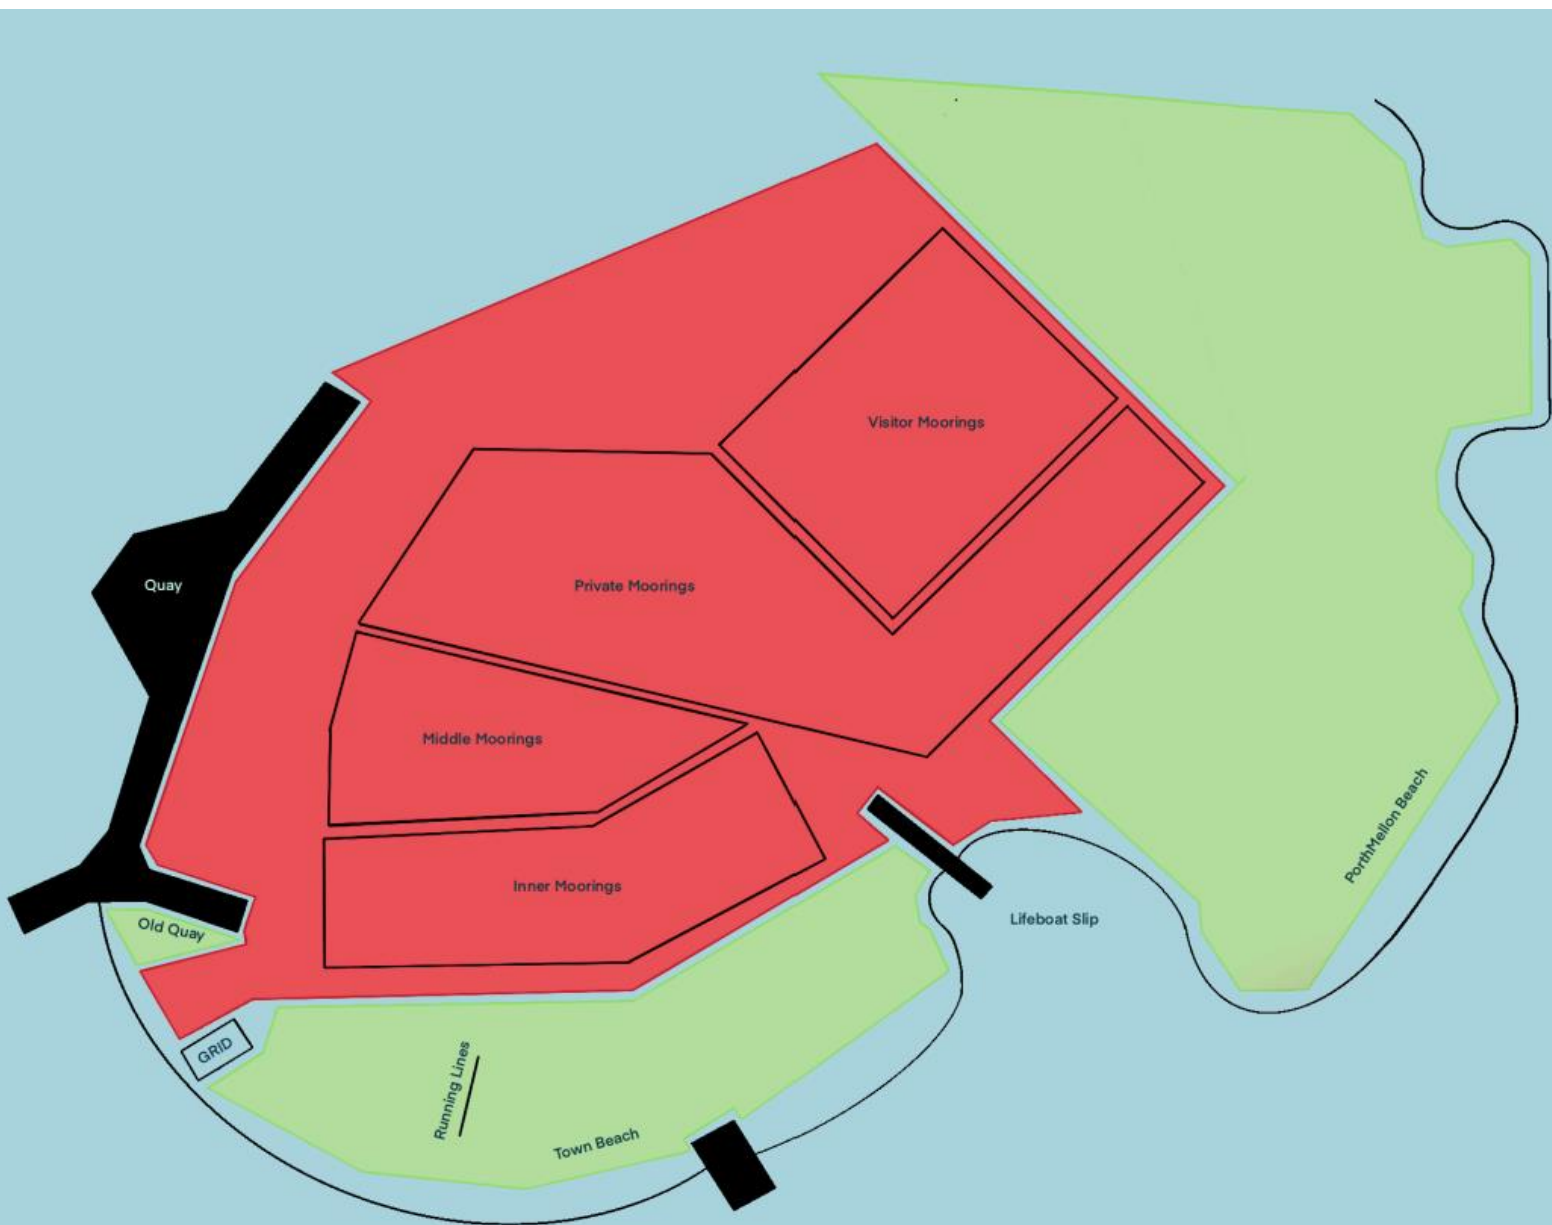 Visitor Moorings
Quay
Private Moorings
Middle Moorings
PorthMellon Beach
Inner Moorings
Lifeboat Slip
Old Quay
GRID
Running Lines
Town Beach